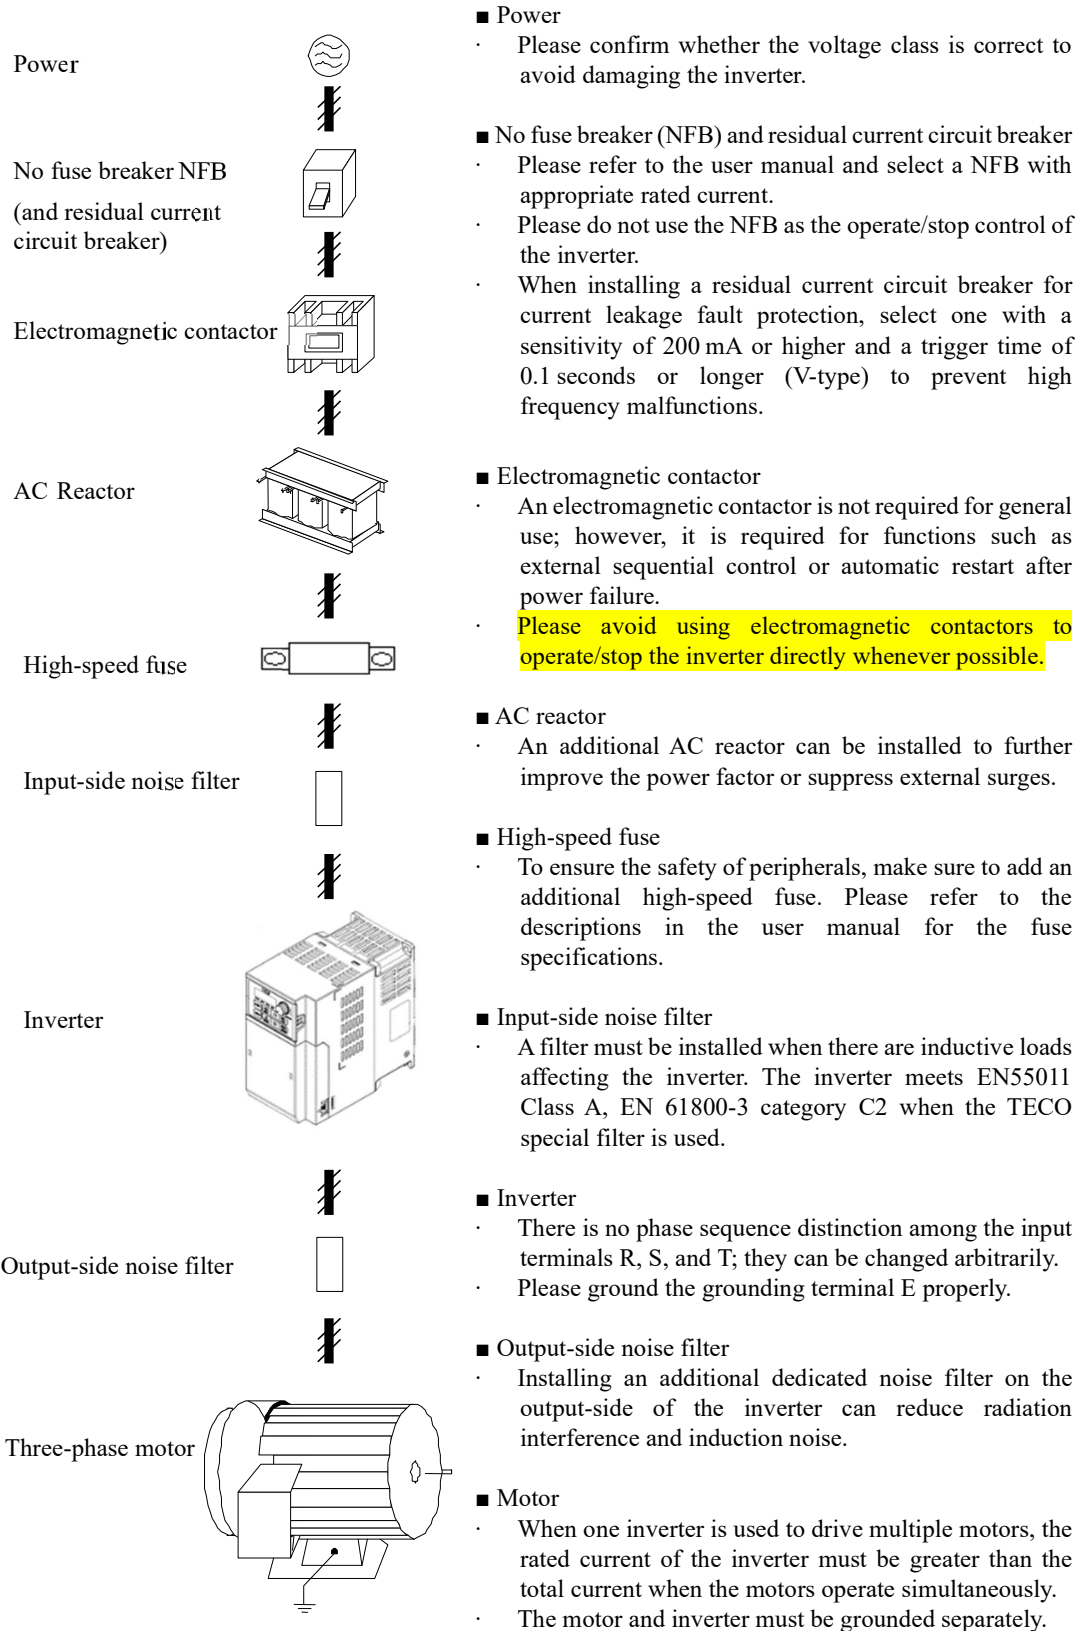 Power
No fuse breaker NFB
(and residual current
circuit breaker)
Electromagnetic contactor
AC Reactor
High-speed fuse
Input-side noise filter
Inverter
Output-side noise filter
Three-phase motor
■ Power
· Please confirm whether the voltage class is correct to
avoid damaging the inverter.
■ No fuse breaker (NFB) and residual current circuit breaker
· Please refer to the user manual and select a NFB with
appropriate rated current.
· Please do not use the NFB as the operate/stop control of
the inverter.
· When installing a residual current circuit breaker for
current leakage fault protection, select one with a
sensitivity of 200 mA or higher and a trigger time of
0.1 seconds or longer (V-type) to prevent high
frequency malfunctions.
■ Electromagnetic contactor
· An electromagnetic contactor is not required for general
use; however, it is required for functions such as
external sequential control or automatic restart after
power failure.
· Please avoid using electromagnetic contactors to
operate/stop the inverter directly whenever possible.
■ AC reactor
· An additional AC reactor can be installed to further
improve the power factor or suppress external surges.
■ High-speed fuse
· To ensure the safety of peripherals, make sure to add an
additional high-speed fuse. Please refer to the
descriptions in the user manual for the fuse
specifications.
■ Input-side noise filter
· A filter must be installed when there are inductive loads
affecting the inverter. The inverter meets EN55011
Class A, EN 61800-3 category C2 when the TECO
special filter is used.
■ Inverter
· There is no phase sequence distinction among the input
terminals R, S, and T; they can be changed arbitrarily.
· Please ground the grounding terminal E properly.
■ Output-side noise filter
· Installing an additional dedicated noise filter on the
output-side of the inverter can reduce radiation
interference and induction noise.
■ Motor
· When one inverter is used to drive multiple motors, the
rated current of the inverter must be greater than the
total current when the motors operate simultaneously.
· The motor and inverter must be grounded separately.